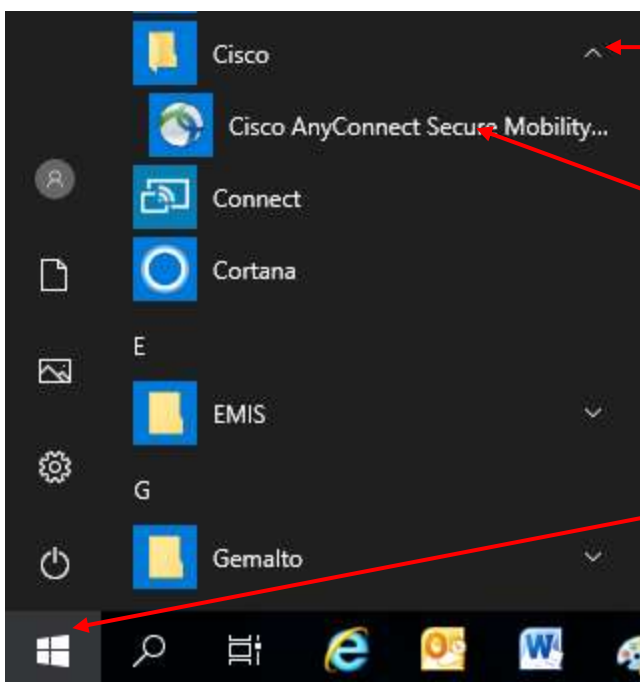 Cisco
Cisco AnyConnect Secure Mobility...
Connect
Cortana
E
EMIS
G
Gemalto